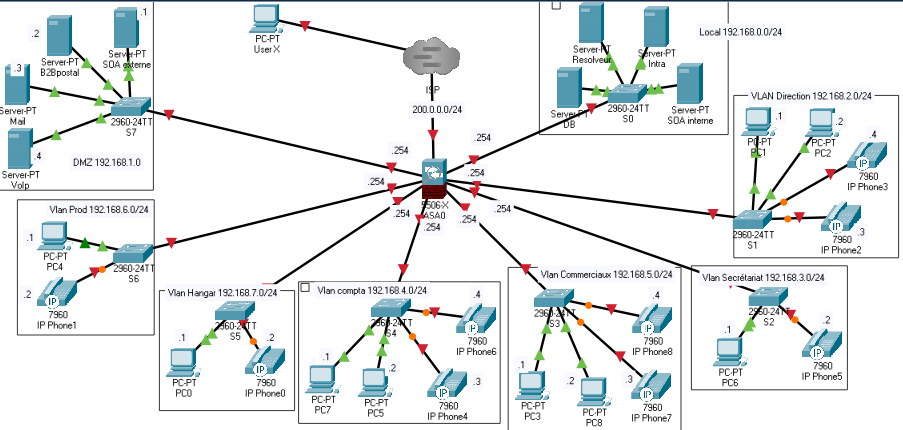 .2
Server-PT
B2Bpostal
.1
Server-PT
SOA externe
.3
Server-PT
Mail
.4
Server-PT
VoIp
2960-24TT
S7
DMZ 192.168.1.0
PC-PT
User X
ISP
200.0.0.0/24
Local 192.168.0.0/24
Server-PT
Resolveur
Server-PT
Intra
Server-PT
DB
2960-24TT
S0
Server-PT
SOA interne
VLAN Direction 192.168.2.0/24
.1
PC-PT
PC1
.2
PC-PT
PC2
.4
7960
IP Phone3
2960-24TT
S1
.3
7960
IP Phone2
.254
.254
.254
.254
.254
.254
.254
.254
.254
5506-X
ASA0
Vlan Prod 192.168.6.0/24
.1
PC-PT
PC4
2960-24TT
S6
.2
IP
7960
IP Phone1
Vlan Hangar 192.168.7.0/24
2960-24TT
S5
.1
PC-PT
PC0
.2
IP
7960
IP Phone0
Vlan compta 192.168.4.0/24
2960-24TT
S4
.4
IP
7960
IP Phone6
.1
PC-PT
PC7
.2
PC-PT
PC5
.3
IP
7960
IP Phone4
Vlan Commerciaux 192.168.5.0/24
2960-24TT
S3
.4
IP
7960
IP Phone8
.1
PC-PT
PC3
.2
PC-PT
PC8
.3
IP
7960
IP Phone7
Vlan Secrétariat 192.168.3.0/24
2960-24TT
S2
.1
PC-PT
PC6
.2
IP
7960
IP Phone5